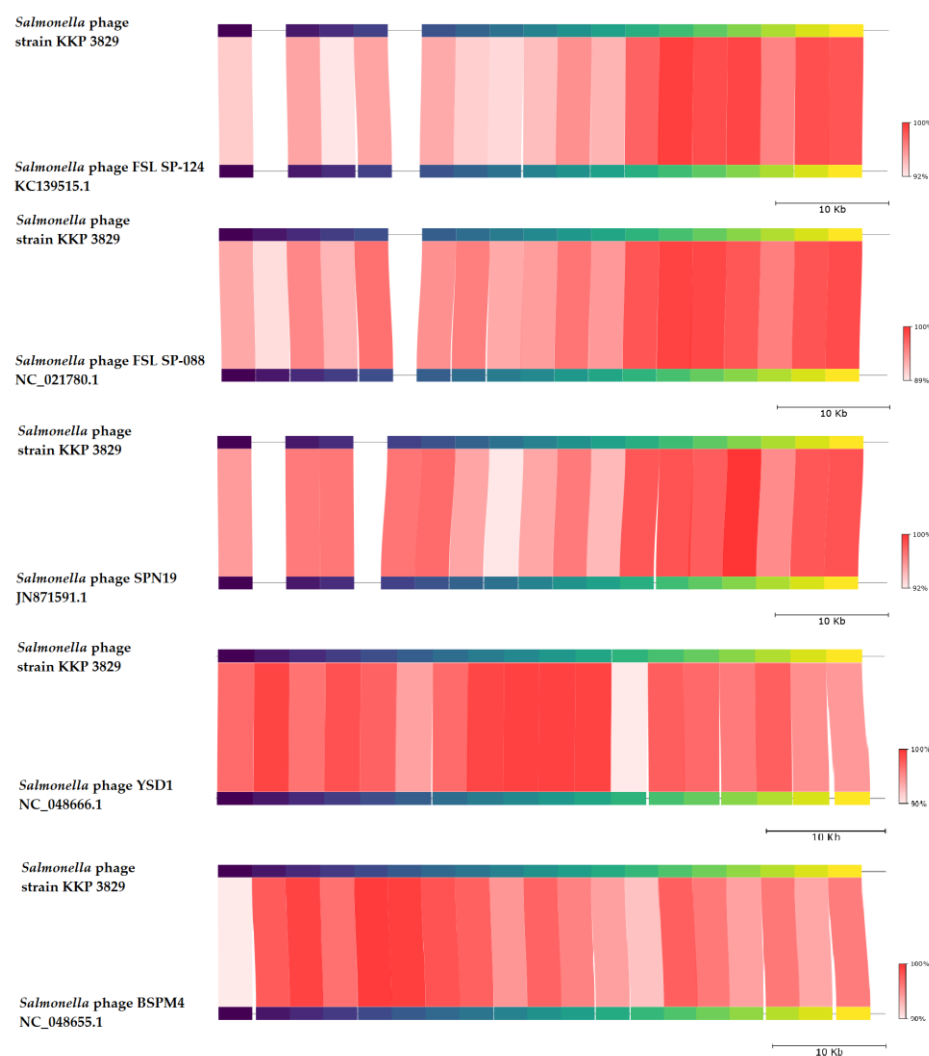 Salmonella phage
strain KKP 3829
100%
92%
Salmonella phage FSL SP-124
KC139515.1
10 Kb
Salmonella phage
strain KKP 3829
100%
89%
Salmonella phage FSL SP-088
NC_021780.1
10 Kb
Salmonella phage
strain KKP 3829
100%
92%
Salmonella phage SPN19
JN871591.1
10 Kb
Salmonella phage
strain KKP 3829
100%
90%
Salmonella phage YSD1
NC_048666.1
10 Kb
Salmonella phage
strain KKP 3829
100%
90%
Salmonella phage BSPM4
NC_048655.1
10 Kb